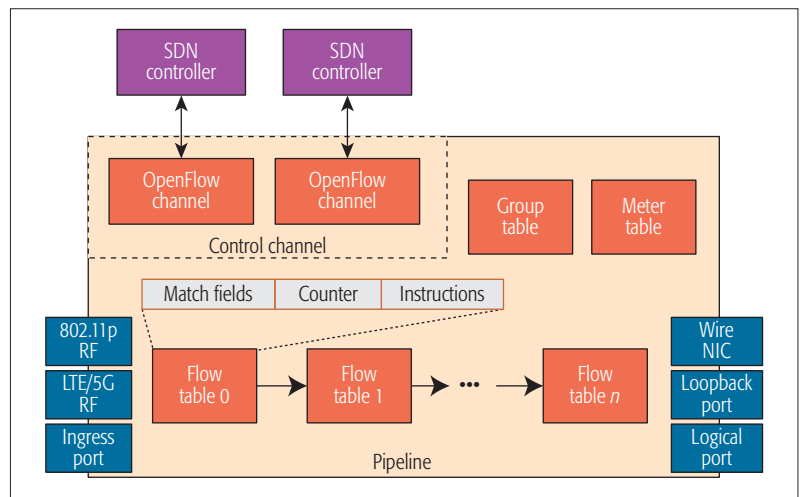 SDN
controller
SDN
controller
OpenFlow
channel
OpenFlow
channel
Control channel
Group
table
Meter
table
Match fields
Counter
Instructions
802.11p
RF
LTE/5G
RF
Ingress
port
Flow
table 0
Flow
table 1
•••
Flow
table n
Wire
NIC
Loopback
port
Logical
port
Pipeline